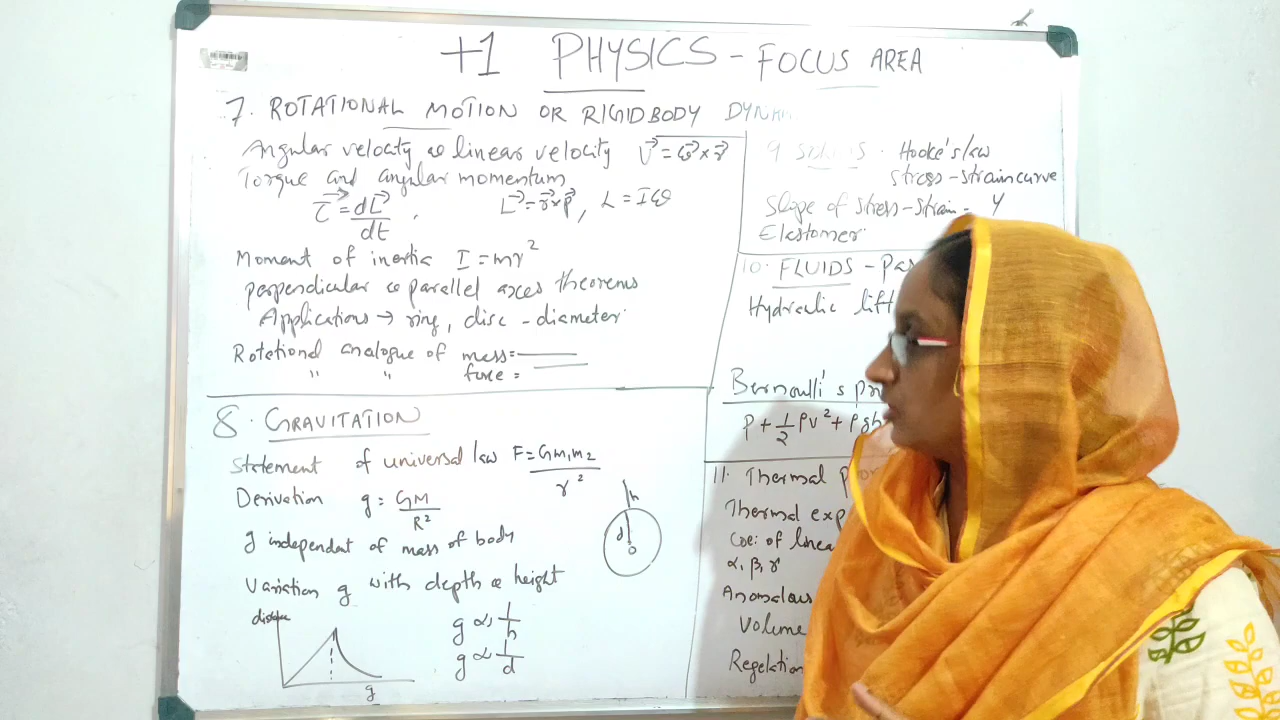 +1 PHYSICS - FOCUS AREA
7. ROTATIONAL MOTION OR RIGIDBODY
Angular velocity & linear velocity V⃗ = ω⃗ × r⃗
Torque and angular momentum
τ⃗ = dL⃗/dt , L⃗ = r⃗ × p⃗ , L = Iω
Moment of inertia I = mr²
perpendicular & parallel axes theorems
Applications → ring, disc - diameter
Rotational analogue of mass =
" " force =
8. GRAVITATION
Statement of universal law F = Gm₁m₂/r²
Derivation g = GM/R²
g independent of mass of body
Variation g with depth & height
h
d
o
g ∝ 1/h
g ∝ 1/d
g
9 Hooke's law
stress-strain curve
Slope of stress-strain = Y
Elastomer
10. FLUIDS -
Hydraulic lift
Bernoulli's
P + 1/2 ρv² + ρgh
11. Thermal
Thermal
Coe: of
α, β, γ
Anomalous
Volume
Regelation